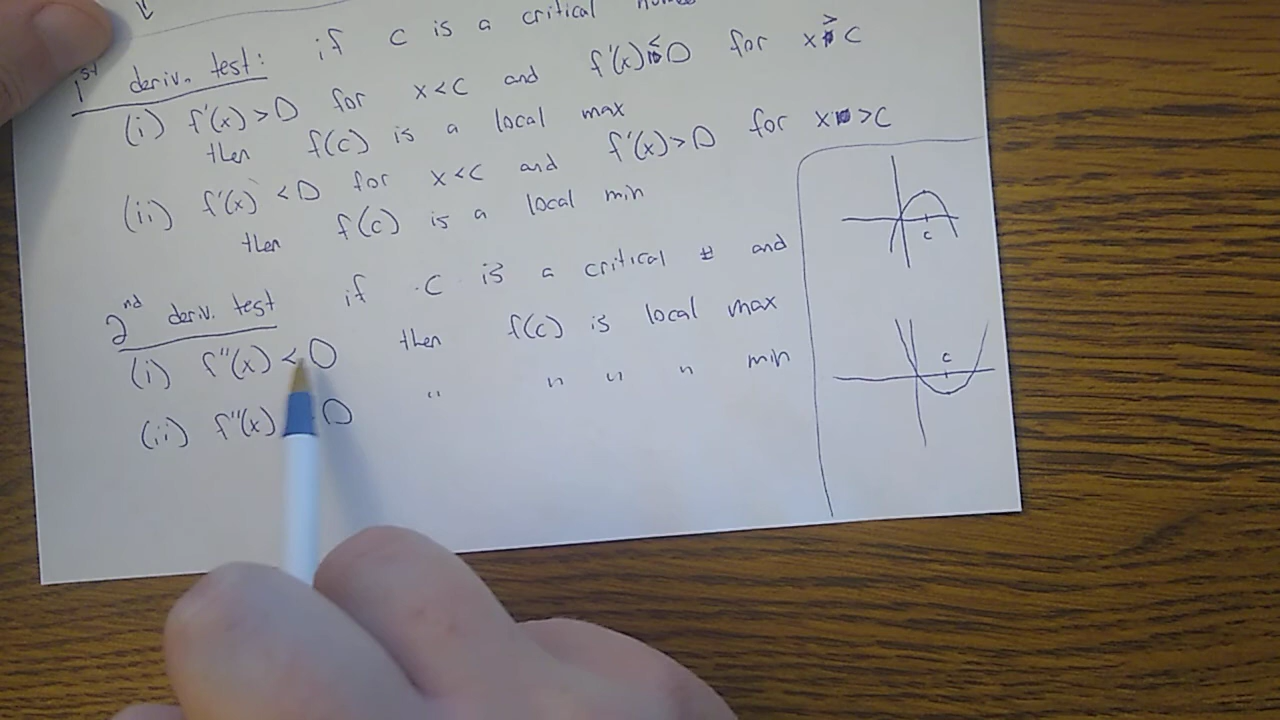 1st deriv. test: if c is a critical
(i) f'(x) > 0 for x < c and f'(x) < 0 for x > c
then f(c) is a local max
(ii) f'(x) < 0 for x < c and f'(x) > 0 for x > c
then f(c) is a local min
2nd deriv. test if c is a critical # and
(i) f"(x) < 0 then f(c) is local max
(ii) f"(x) 0 " " " " min
c
c